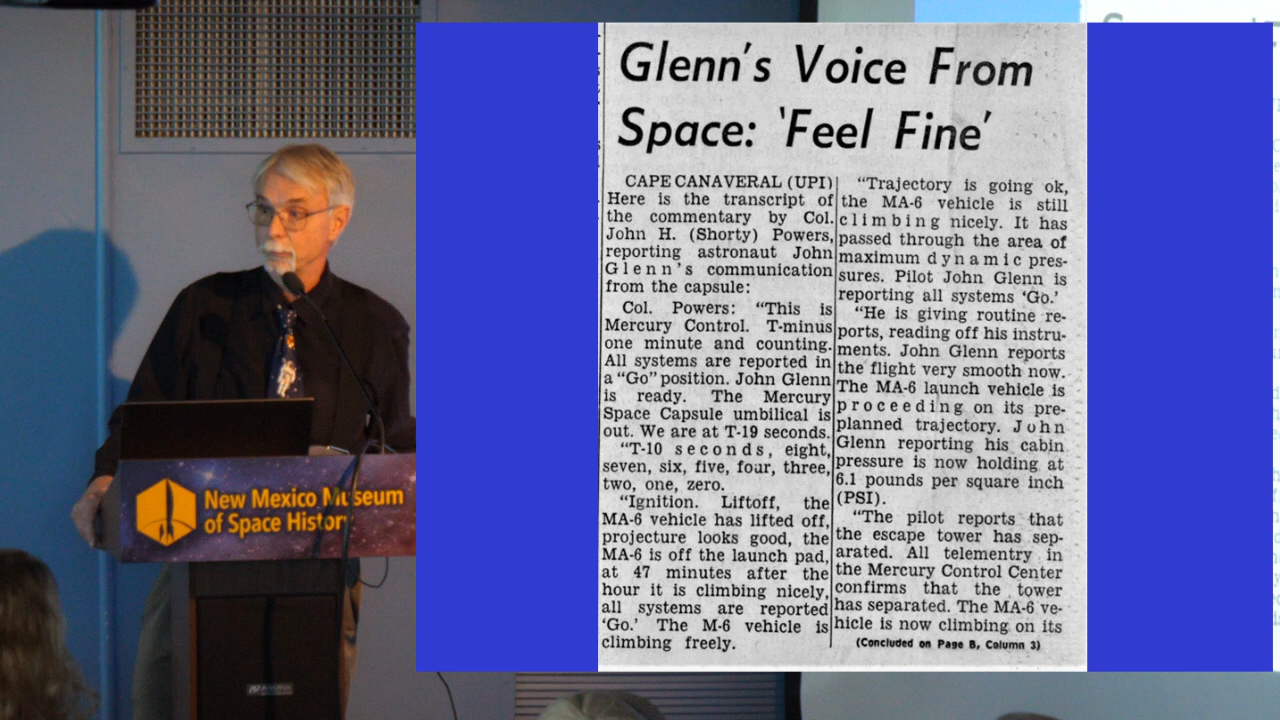 New Mexico Museum
of Space History
Glenn's Voice From
Space: 'Feel Fine'
CAPE CANAVERAL (UPI)
Here is the transcript of
the commentary by Col.
John H. (Shorty) Powers,
reporting astronaut John
Glenn's communication
from the capsule:
Col. Powers: "This is
Mercury Control. T-minus
one minute and counting.
All systems are reported in
a "Go" position. John Glenn
is ready. The Mercury
Space Capsule umbilical is
out. We are at T-19 seconds.
"T-10 seconds, eight,
seven, six, five, four, three,
two, one, zero.
"Ignition. Liftoff, the
MA-6 vehicle has lifted off,
projecture looks good, the
MA-6 is off the launch pad,
at 47 minutes after the
hour it is climbing nicely,
all systems are reported
'Go.' The M-6 vehicle is
climbing freely.
"Trajectory is going ok,
the MA-6 vehicle is still
climbing nicely. It has
passed through the area of
maximum dynamic pres-
sures. Pilot John Glenn is
reporting all systems 'Go.'
"He is giving routine re-
ports, reading off his instru-
ments. John Glenn reports
the flight very smooth now.
The MA-6 launch vehicle is
proceeding on its pre-
planned trajectory. John
Glenn reporting his cabin
pressure is now holding at
6.1 pounds per square inch
(PSI).
"The pilot reports that
the escape tower has sep-
arated. All telementry in
the Mercury Control Center
confirms that the tower
has separated. The MA-6 ve-
hicle is now climbing on its
(Concluded on Page B, Column 3)